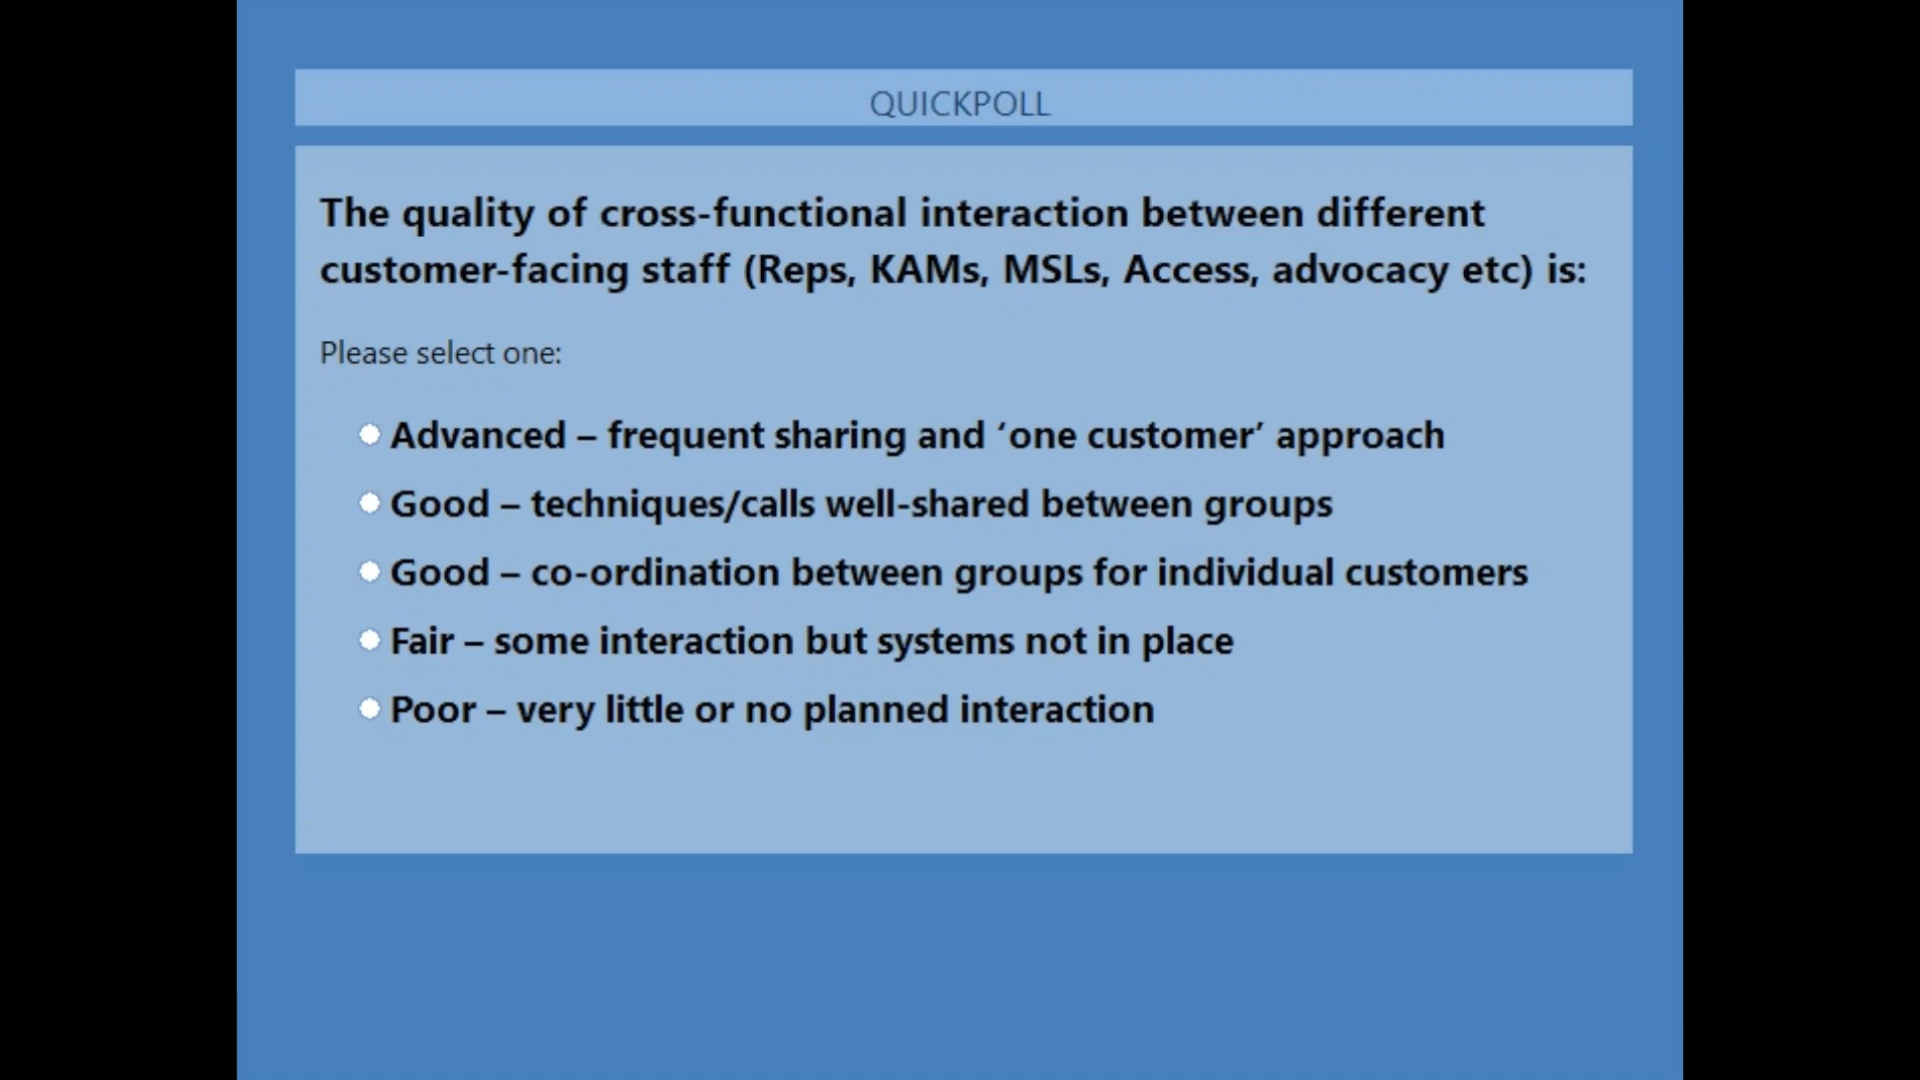 QUICKPOLL
The quality of cross-functional interaction between different
customer-facing staff (Reps, KAMs, MSLs, Access, advocacy etc) is:
Please select one:
Advanced – frequent sharing and ‘one customer’ approach
Good – techniques/calls well-shared between groups
Good – co-ordination between groups for individual customers
Fair – some interaction but systems not in place
Poor – very little or no planned interaction